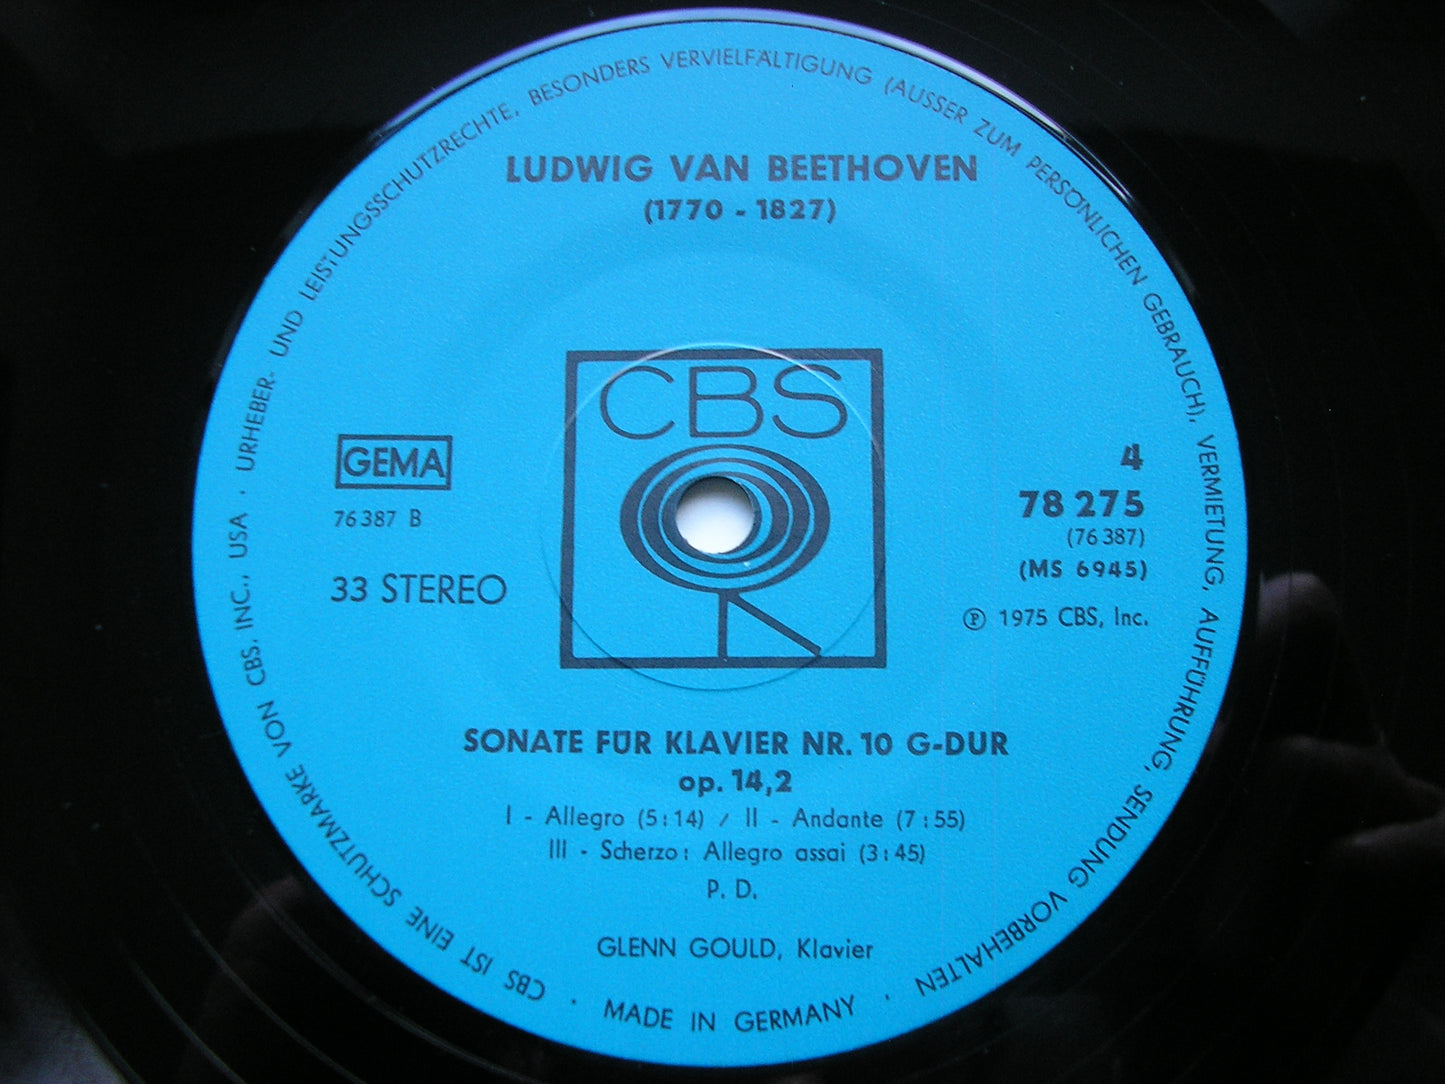 LUDWIG VAN BEETHOVEN
(1770 - 1827)
CBS
GEMA
76387 B
33 STEREO
4
78 275
(76 387)
(MS 6945)
Ⓟ 1975 CBS, Inc.
SONATE FÜR KLAVIER NR. 10 G-DUR
op. 14,2
I - Allegro (5:14) / II - Andante (7:55)
III - Scherzo: Allegro assai (3:45)
P. D.
GLENN GOULD, Klavier
CBS IST EINE SCHUTZMARKE VON CBS, INC., USA · URHEBER- UND LEISTUNGSSCHUTZRECHTE, BESONDERS VERVIELFÄLTIGUNG (AUSSER ZUM PERSÖNLICHEN GEBRAUCH), VERMIETUNG, AUFFÜHRUNG, SENDUNG VORBEHALTEN
· MADE IN GERMANY ·